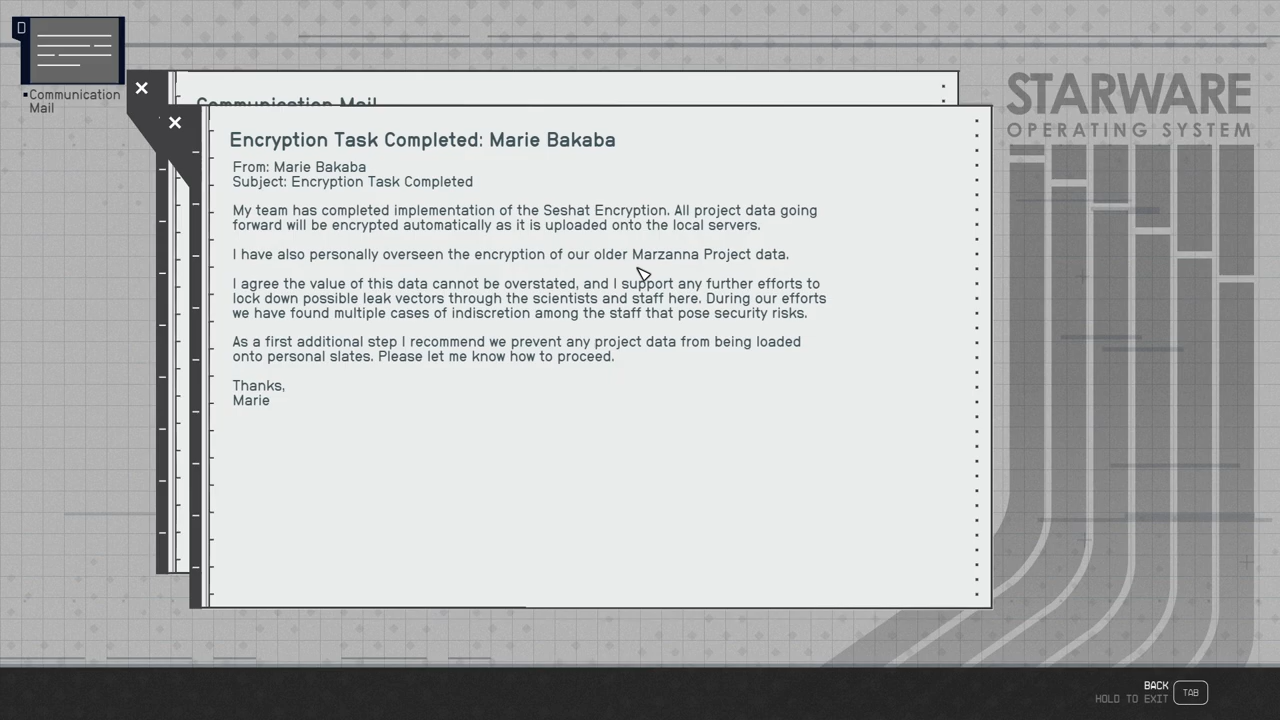 D
Communication
Mail
STARWARE
OPERATING SYSTEM
Communication Mail
Encryption Task Completed: Marie Bakaba
From: Marie Bakaba
Subject: Encryption Task Completed
My team has completed implementation of the Seshat Encryption. All project data going
forward will be encrypted automatically as it is uploaded onto the local servers.
I have also personally overseen the encryption of our older Marzanna Project data.
I agree the value of this data cannot be overstated, and I support any further efforts to
lock down possible leak vectors through the scientists and staff here. During our efforts
we have found multiple cases of indiscretion among the staff that pose security risks.
As a first additional step I recommend we prevent any project data from being loaded
onto personal slates. Please let me know how to proceed.
Thanks,
Marie
BACK
HOLD TO EXIT
TAB